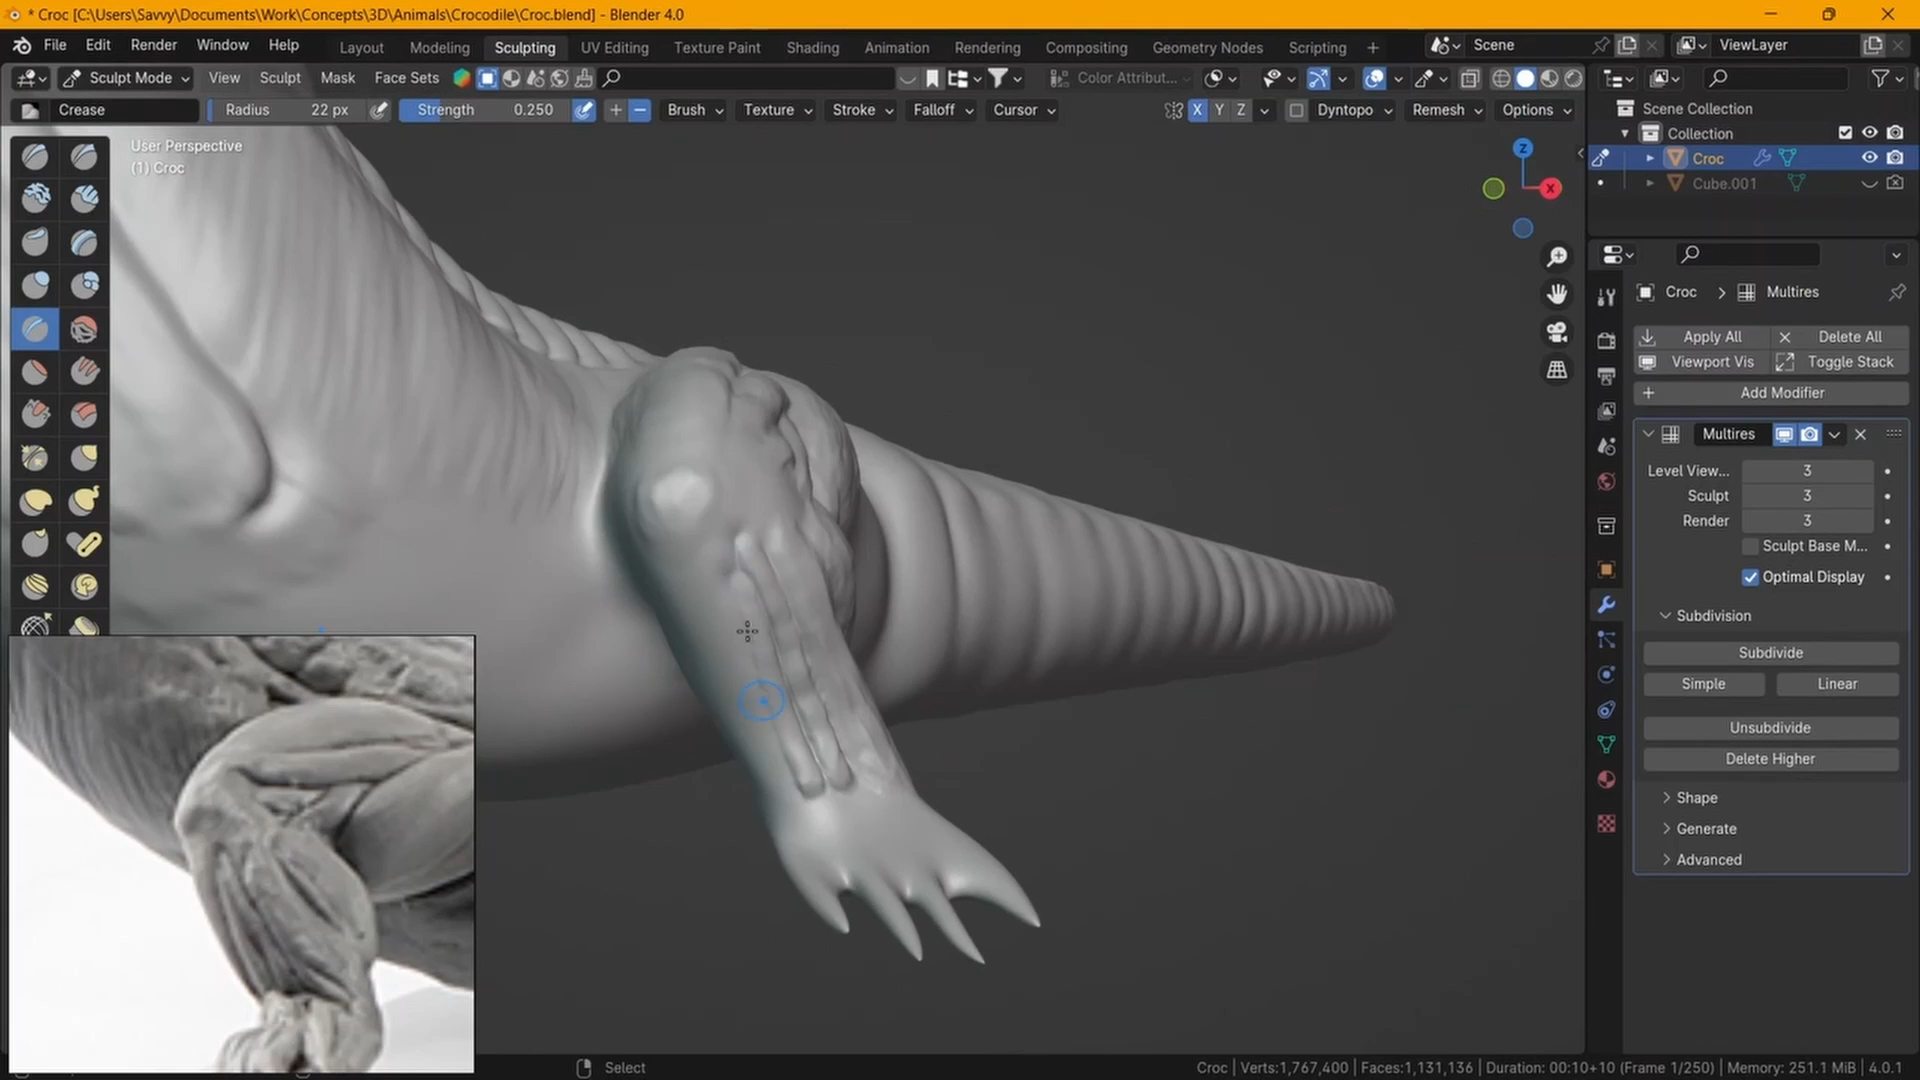 * Croc [C:\Users\Savvy\Documents\Work\Concepts\3D\Animals\Crocodile\Croc.blend] - Blender 4.0
File Edit Render Window Help Layout Modeling Sculpting UV Editing Texture Paint Shading Animation Rendering Compositing Geometry Nodes Scripting + Scene ViewLayer
Sculpt Mode View Sculpt Mask Face Sets Color Attribut...
Crease Radius 22 px Strength 0.250 Brush Texture Stroke Falloff Cursor X Y Z Dyntopo Remesh Options
Scene Collection
Collection
Croc
Cube.001
User Perspective
(1) Croc
Z
X
Croc > Multires
Apply All Delete All
Viewport Vis Toggle Stack
Add Modifier
Multires
Level View... 3
Sculpt 3
Render 3
Sculpt Base M...
Optimal Display
Subdivision
Subdivide
Simple Linear
Unsubdivide
Delete Higher
Shape
Generate
Advanced
Select
Croc | Verts:1,767,400 | Faces:1,131,136 | Duration: 00:10+10 (Frame 1/250) | Memory: 251.1 MiB | 4.0.1